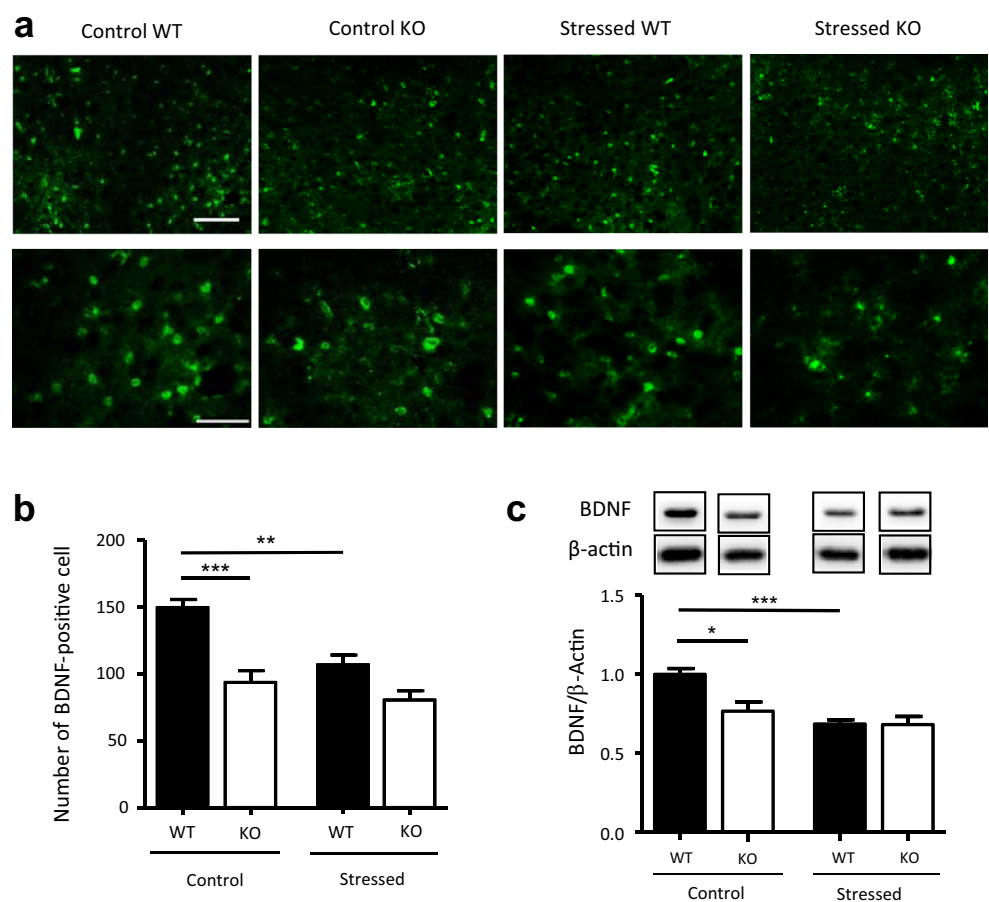 a
Control WT
Control KO
Stressed WT
Stressed KO
b
Number of BDNF-positive cell
200
150
100
50
0
**
***
WT
KO
WT
KO
Control
Stressed
c
BDNF
β-actin
BDNF/β-Actin
1.5
1.0
0.5
0.0
***
*
WT
KO
WT
KO
Control
Stressed